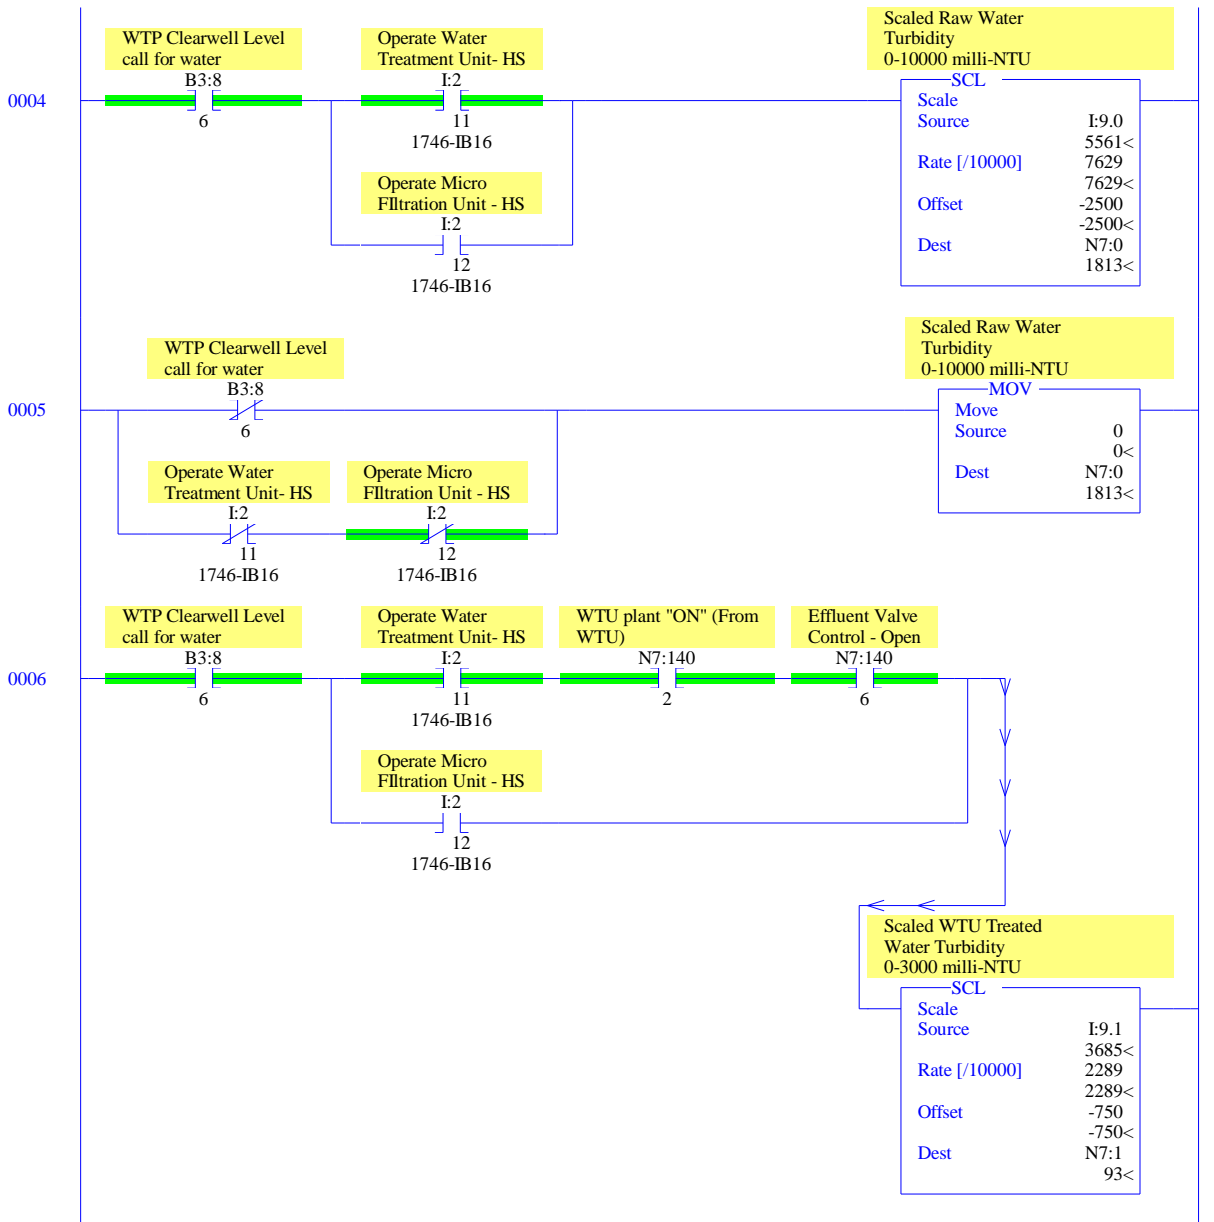 WTP Clearwell Level
call for water
B3:8
6
Operate Water
Treatment Unit- HS
I:2
11
1746-IB16
Operate Micro
FIltration Unit - HS
I:2
12
1746-IB16
Scaled Raw Water
Turbidity
0-10000 milli-NTU
SCL
Scale
Source I:9.0
5561<
Rate [/10000] 7629
7629<
Offset -2500
-2500<
Dest N7:0
1813<
0004
WTP Clearwell Level
call for water
B3:8
6
Operate Water
Treatment Unit- HS
I:2
11
1746-IB16
Operate Micro
FIltration Unit - HS
I:2
12
1746-IB16
Scaled Raw Water
Turbidity
0-10000 milli-NTU
MOV
Move
Source 0
0<
Dest N7:0
1813<
0005
WTP Clearwell Level
call for water
B3:8
6
Operate Water
Treatment Unit- HS
I:2
11
1746-IB16
WTU plant "ON" (From
WTU)
N7:140
2
Effluent Valve
Control - Open
N7:140
6
0006
Operate Micro
FIltration Unit - HS
I:2
12
1746-IB16
Scaled WTU Treated
Water Turbidity
0-3000 milli-NTU
SCL
Scale
Source I:9.1
3685<
Rate [/10000] 2289
2289<
Offset -750
-750<
Dest N7:1
93<